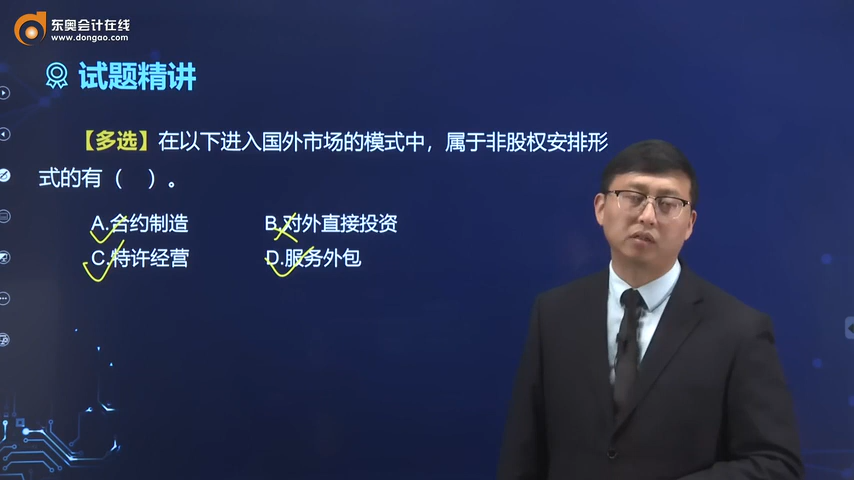 东奥会计在线
www.dongao.com
试题精讲
【多选】在以下进入国外市场的模式中，属于非股权安排形
式的有（ ）。
A.合约制造 B.对外直接投资
C.特许经营 D.服务外包